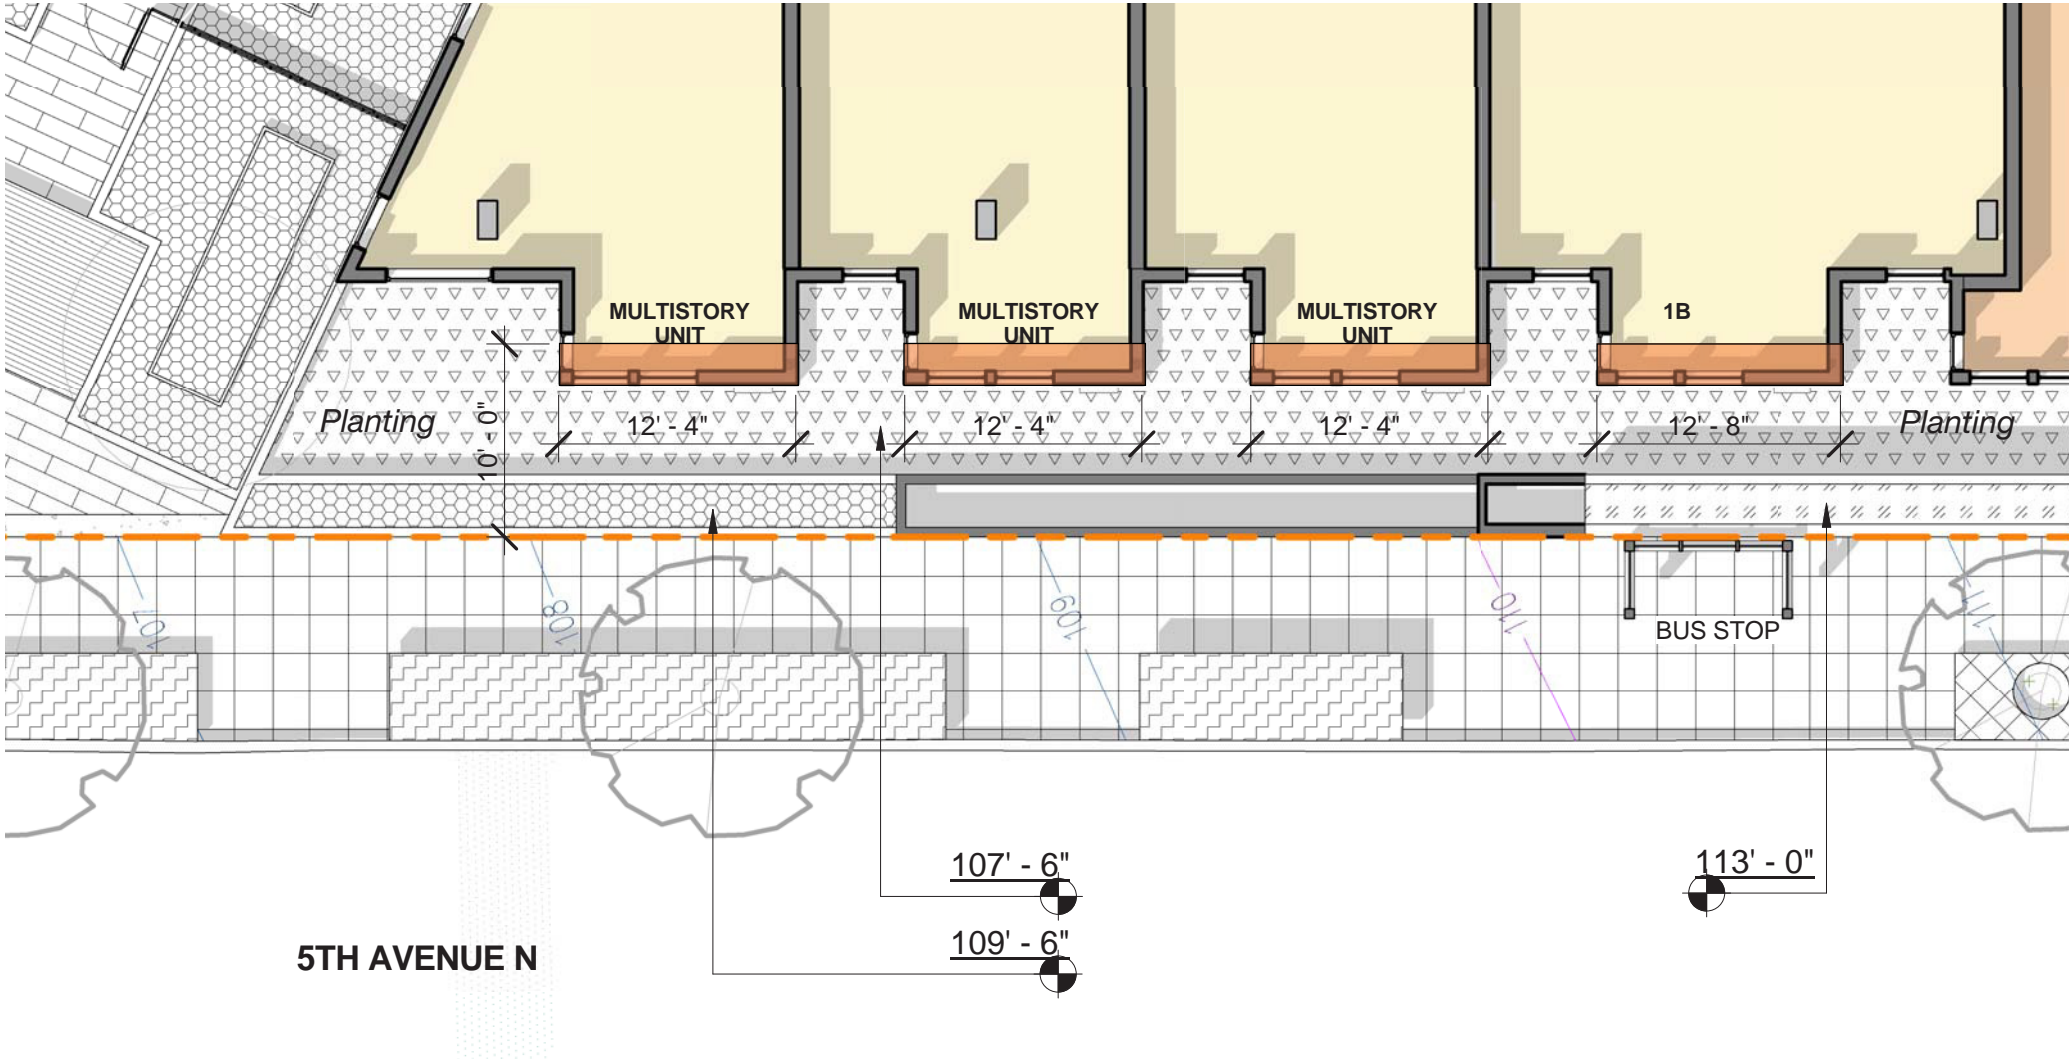 MULTISTORY
UNIT
MULTISTORY
UNIT
MULTISTORY
UNIT
1B
Planting
10' - 0"
12' - 4"
12' - 4"
12' - 4"
12' - 8"
Planting
107
108
109
110
111
BUS STOP
107' - 6"
113' - 0"
109' - 6"
5TH AVENUE N